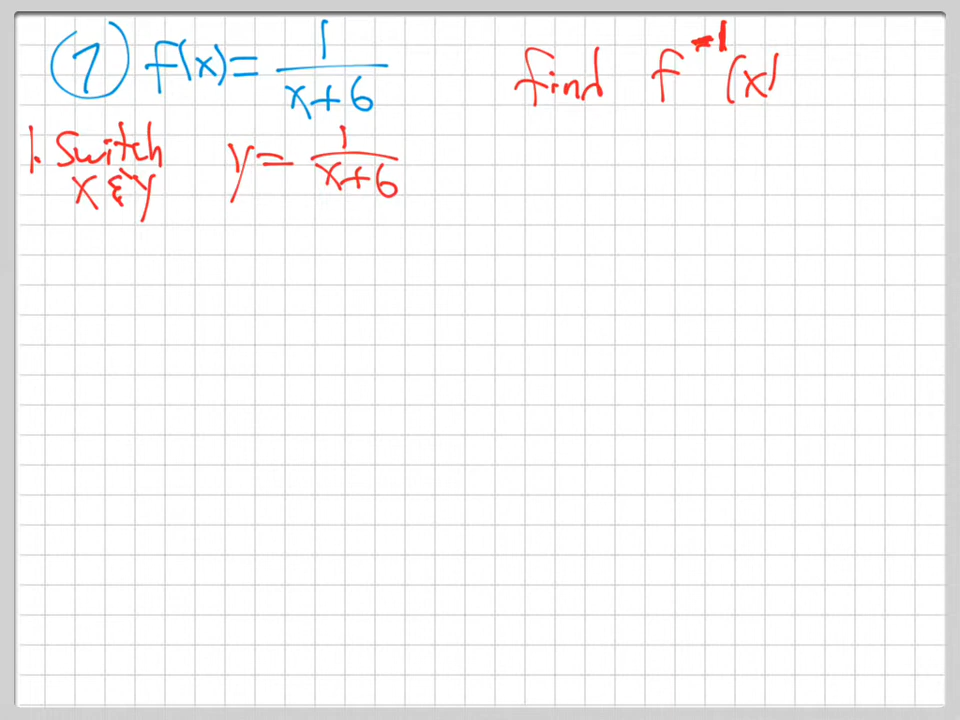 ⑦ f(x) = 1/(x+6) find f⁻¹(x)
1. Switch y = 1/(x+6)
x & y